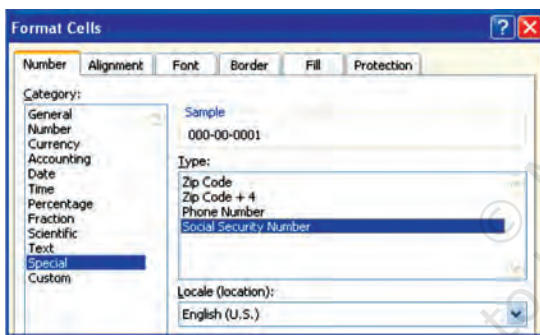 Format Cells
Number Alignment Font Border Fill Protection
Category:
General
Number
Currency
Accounting
Date
Time
Percentage
Fraction
Scientific
Text
Special
Custom
Sample
000-00-0001
Type:
Zip Code
Zip Code + 4
Phone Number
Social Security Number
Locale (location):
English (U.S.)